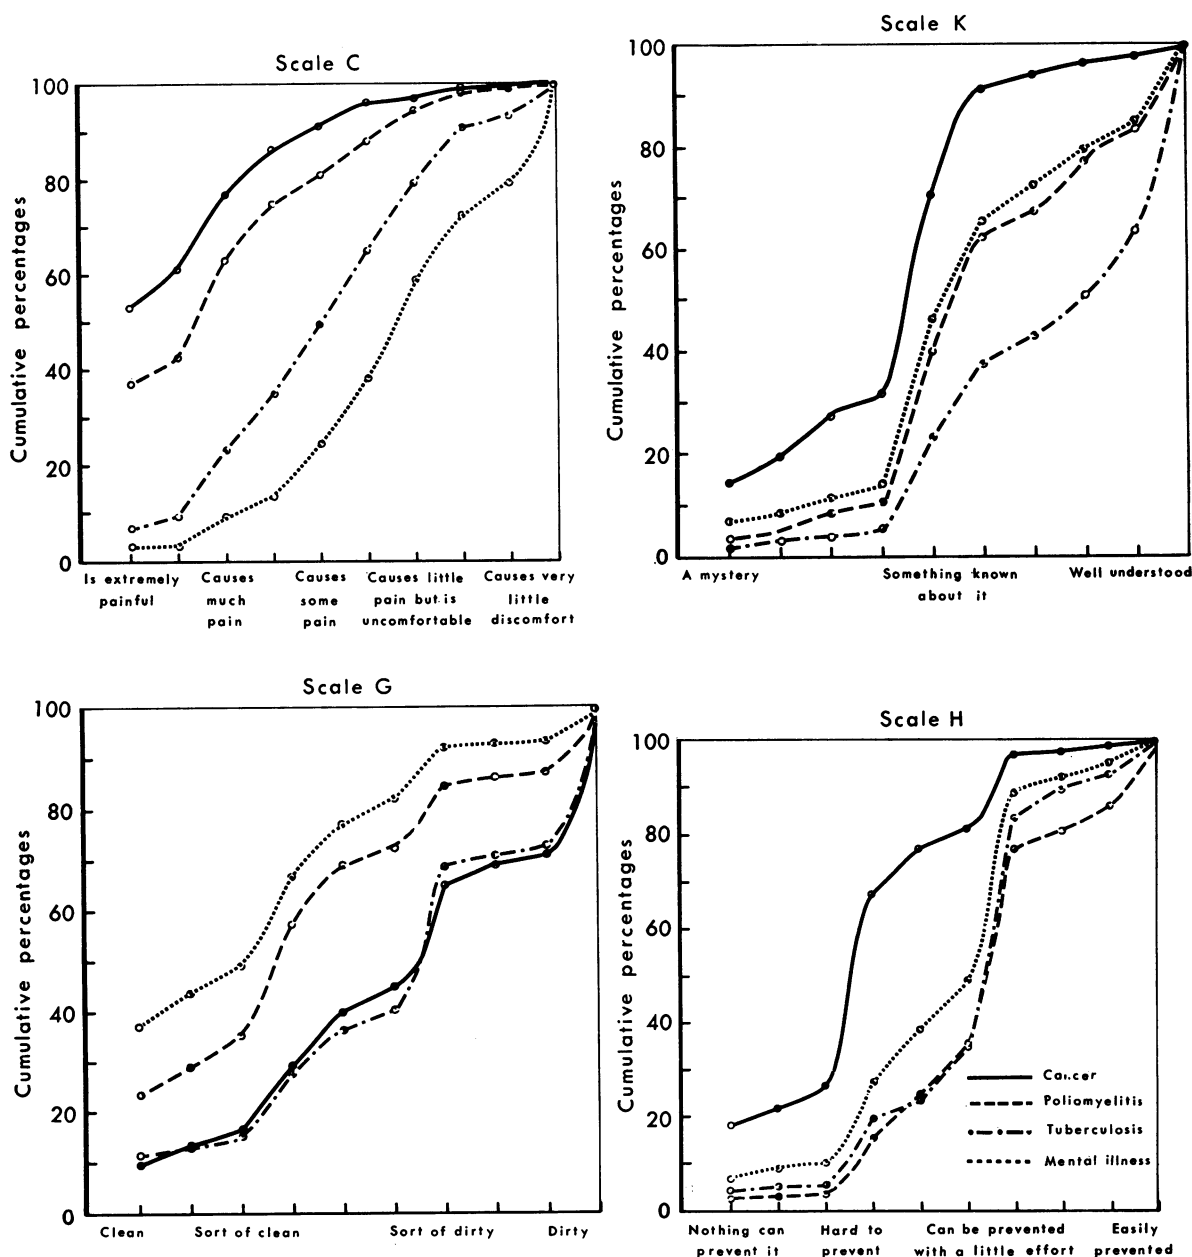 Scale C
Cumulative percentages
100
80
60
40
20
0
Is extremely painful
Causes much pain
Causes some pain
Causes little pain but is uncomfortable
Causes very little discomfort
Scale K
Cumulative percentages
100
80
60
40
20
0
A mystery
Something known about it
Well understood
Scale G
Cumulative percentages
100
80
60
40
20
0
Clean
Sort of clean
Sort of dirty
Dirty
Scale H
Cumulative percentages
100
80
60
40
20
0
Nothing can prevent it
Hard to prevent
Can be prevented with a little effort
Easily prevented
Cancer
Poliomyelitis
Tuberculosis
Mental illness